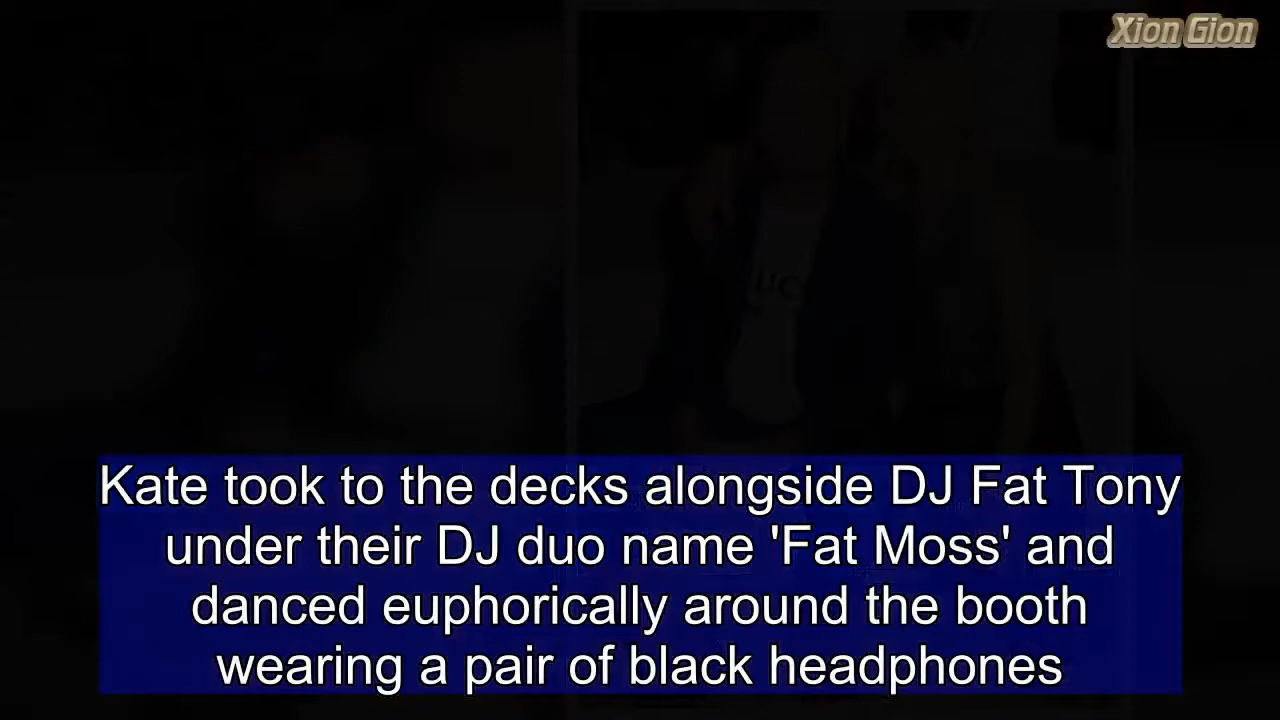 Xion Gion
UC
Kate took to the decks alongside DJ Fat Tony
under their DJ duo name 'Fat Moss' and
danced euphorically around the booth
wearing a pair of black headphones